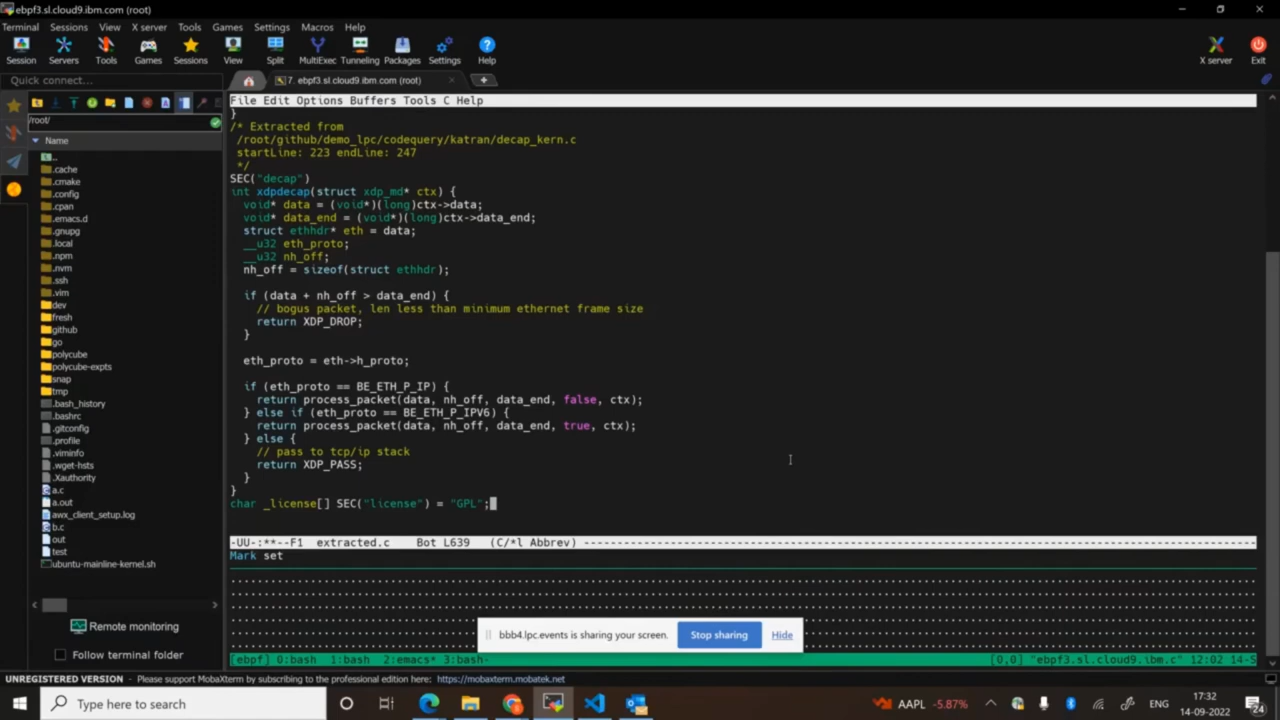 ebpf3.sl.cloud9.ibm.com (root)
Terminal Sessions View X server Tools Games Settings Macros Help
Session Servers Tools Games Sessions View Split MultiExec Tunneling Packages Settings Help X server Exit
Quick connect...
7. ebpf3.sl.cloud9.ibm.com (root)
/root/
Name
..
.cache
.cmake
.config
.cpan
.emacs.d
.gnupg
.local
.npm
.nvm
.ssh
.vim
dev
fresh
github
go
polycube
polycube-expts
snap
tmp
.bash_history
.bashrc
.gitconfig
.profile
.viminfo
.wget-hsts
.Xauthority
a.c
a.out
awx_client_setup.log
b.c
out
test
ubuntu-mainline-kernel.sh
Remote monitoring
Follow terminal folder
File Edit Options Buffers Tools C Help
}
/* Extracted from
/root/github/demo_lpc/codequery/katran/decap_kern.c
startLine: 223 endLine: 247
*/
SEC("decap")
int xdpdecap(struct xdp_md* ctx) {
void* data = (void*)(long)ctx->data;
void* data_end = (void*)(long)ctx->data_end;
struct ethhdr* eth = data;
__u32 eth_proto;
__u32 nh_off;
nh_off = sizeof(struct ethhdr);
if (data + nh_off > data_end) {
// bogus packet, len less than minimum ethernet frame size
return XDP_DROP;
}
eth_proto = eth->h_proto;
if (eth_proto == BE_ETH_P_IP) {
return process_packet(data, nh_off, data_end, false, ctx);
} else if (eth_proto == BE_ETH_P_IPV6) {
return process_packet(data, nh_off, data_end, true, ctx);
} else {
// pass to tcp/ip stack
return XDP_PASS;
}
}
char _license[] SEC("license") = "GPL";
-UU-:**--F1 extracted.c Bot L639 (C/*l Abbrev)
Mark set
bbb4.lpc.events is sharing your screen. Stop sharing Hide
[ebpf] 0:bash 1:bash 2:emacs* 3:bash- [0,0] "ebpf3.sl.cloud9.ibm.c" 12:02 14-S
UNREGISTERED VERSION - Please support MobaXterm by subscribing to the professional edition here: https://mobaxterm.mobatek.net
Type here to search
AAPL -5.87%
ENG
17:32
14-09-2022
24